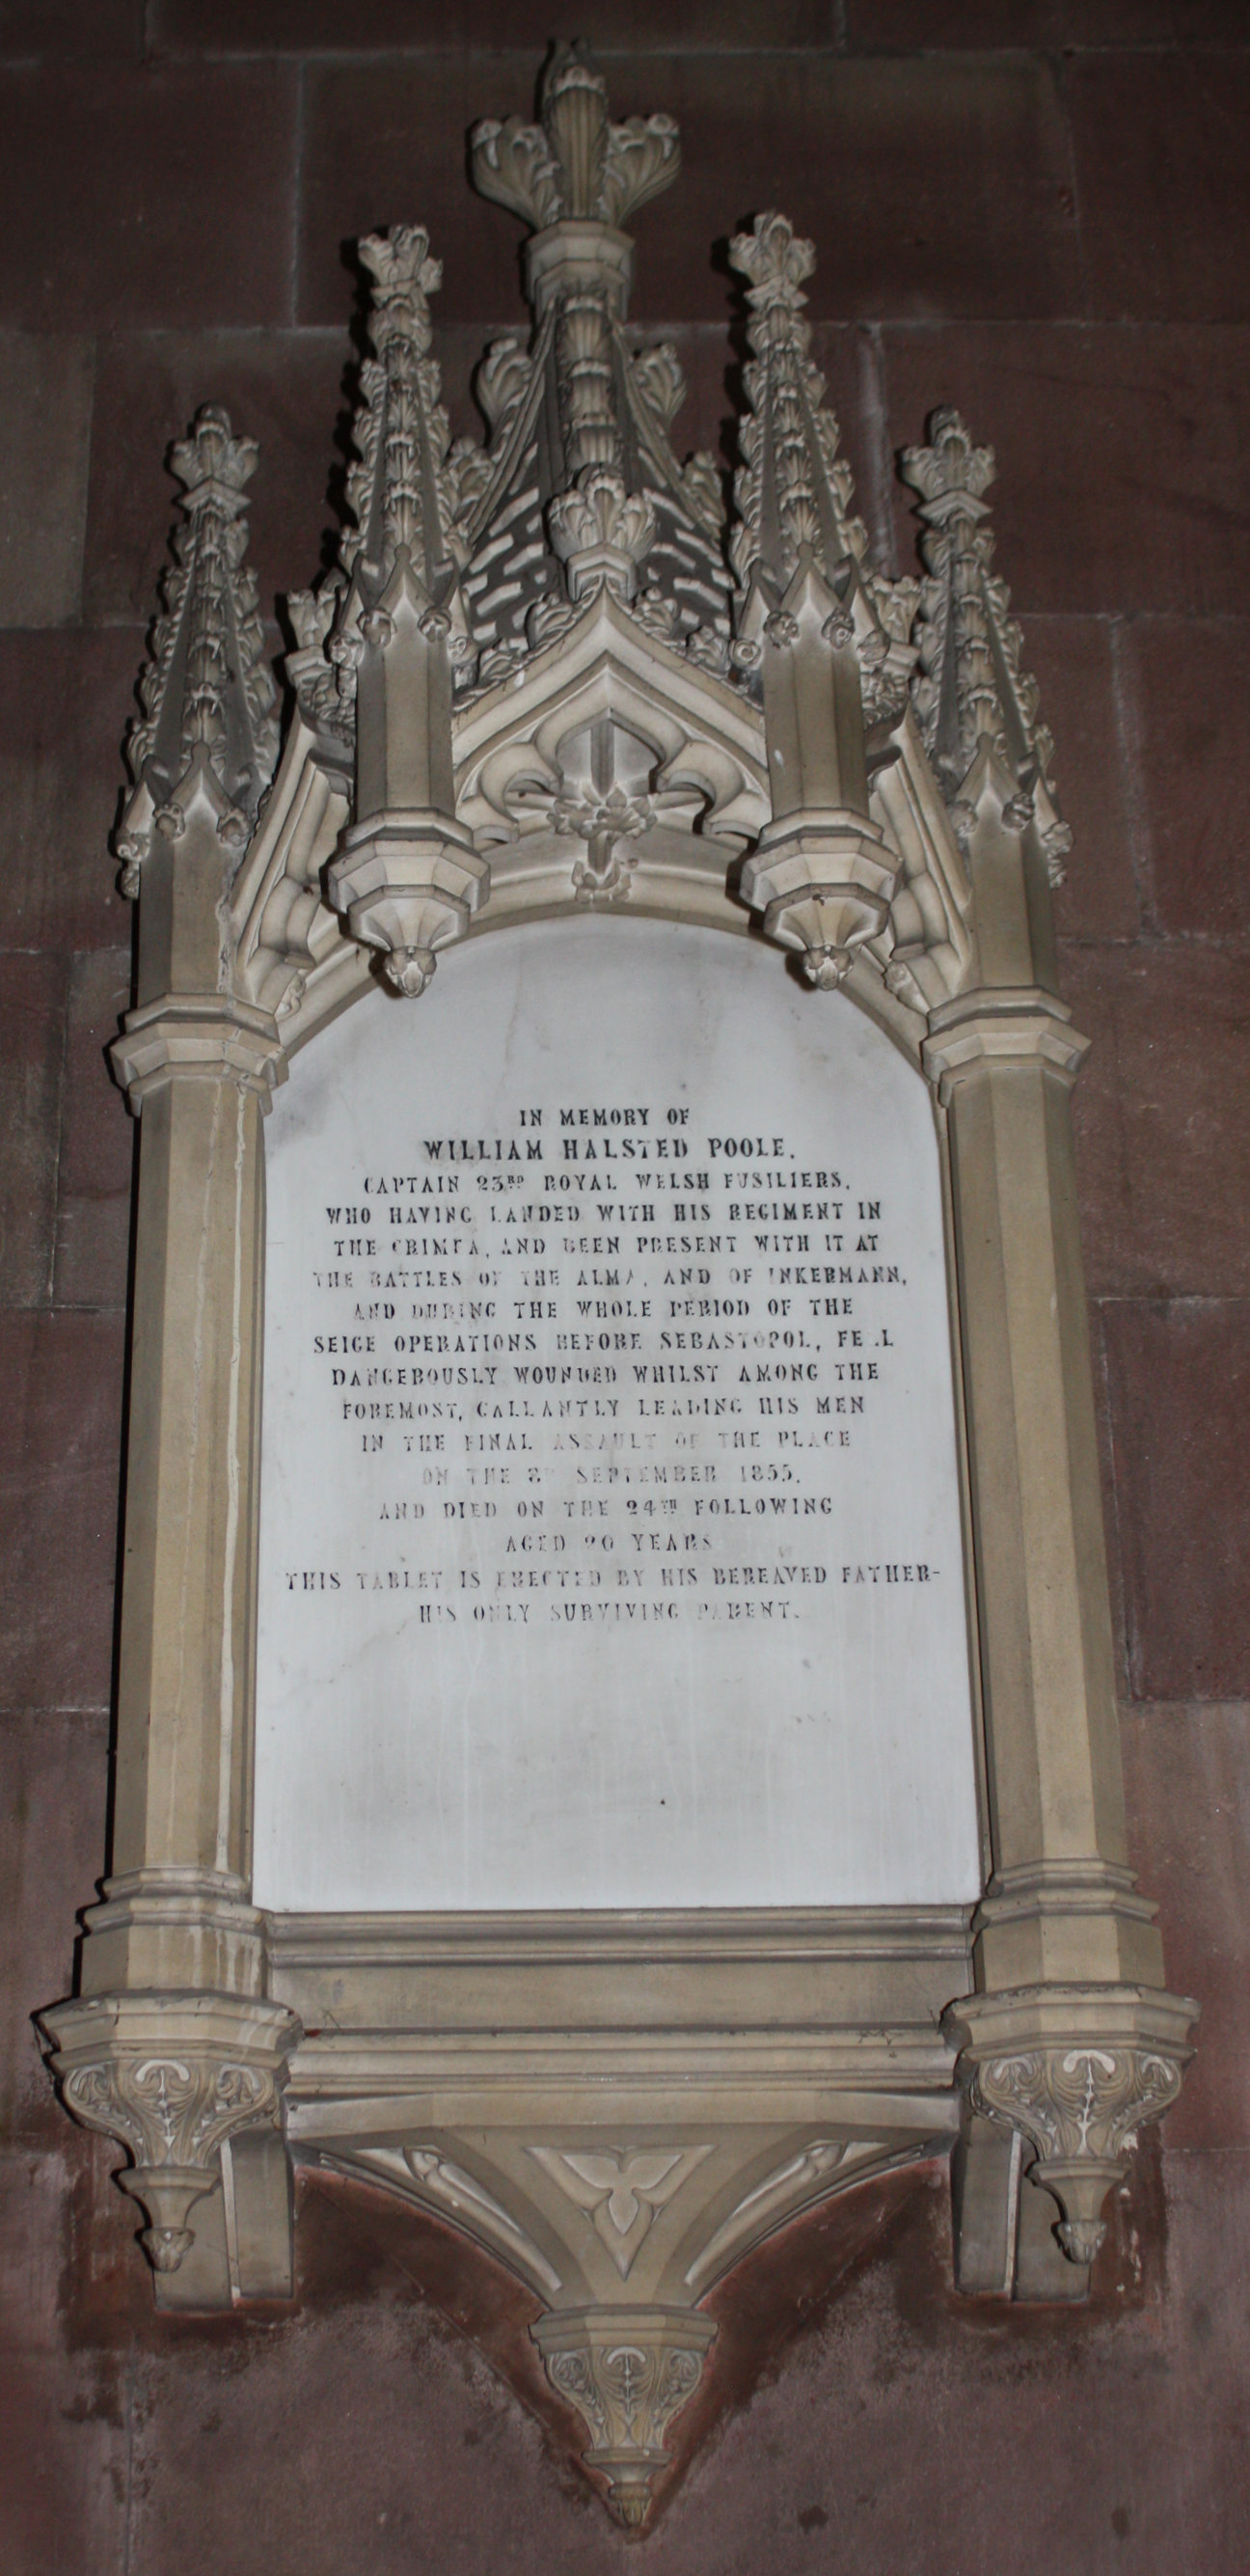 IN MEMORY OF
WILLIAM HALSTED POOLE.
CAPTAIN 23RD ROYAL WELSH FUSILIERS,
WHO HAVING LANDED WITH HIS REGIMENT IN
THE CRIMEA, AND BEEN PRESENT WITH IT AT
THE BATTLES OF THE ALMA, AND OF INKERMANN,
AND DURING THE WHOLE PERIOD OF THE
SEIGE OPERATIONS BEFORE SEBASTOPOL, FELL
DANGEROUSLY WOUNDED WHILST AMONG THE
FOREMOST, GALLANTLY LEADING HIS MEN
IN THE FINAL ASSAULT OF THE PLACE
ON THE SEPTEMBER 1855,
AND DIED ON THE 24TH FOLLOWING
AGED 20 YEARS
THIS TABLET IS ERECTED BY HIS BEREAVED FATHER-
HIS ONLY SURVIVING PARENT.